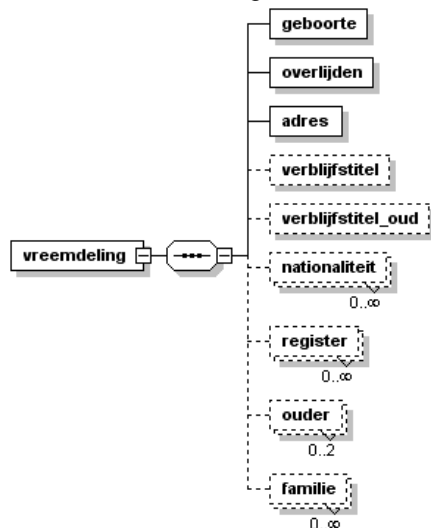 geboorte
overlijden
adres
verblijfstitel
verblijfstitel_oud
vreemdeling
nationaliteit
0..∞
register
0..∞
ouder
0..2
familie
0..∞